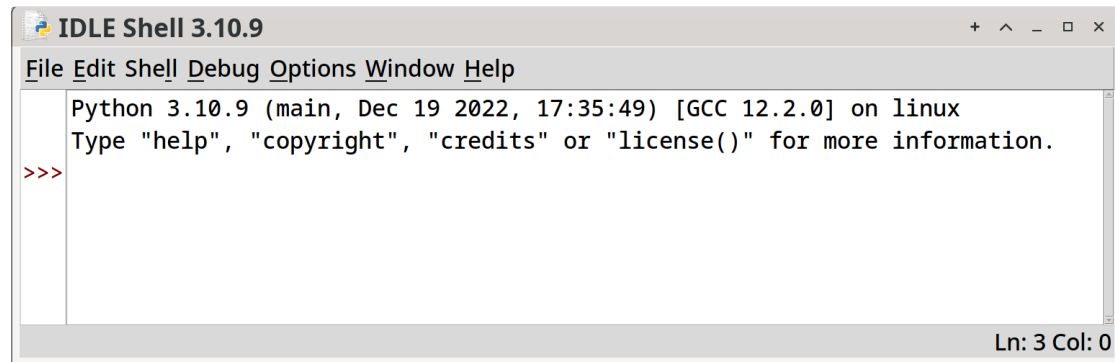 IDLE Shell 3.10.9
File Edit Shell Debug Options Window Help
Python 3.10.9 (main, Dec 19 2022, 17:35:49) [GCC 12.2.0] on linux
Type "help", "copyright", "credits" or "license()" for more information.
>>>
Ln: 3 Col: 0